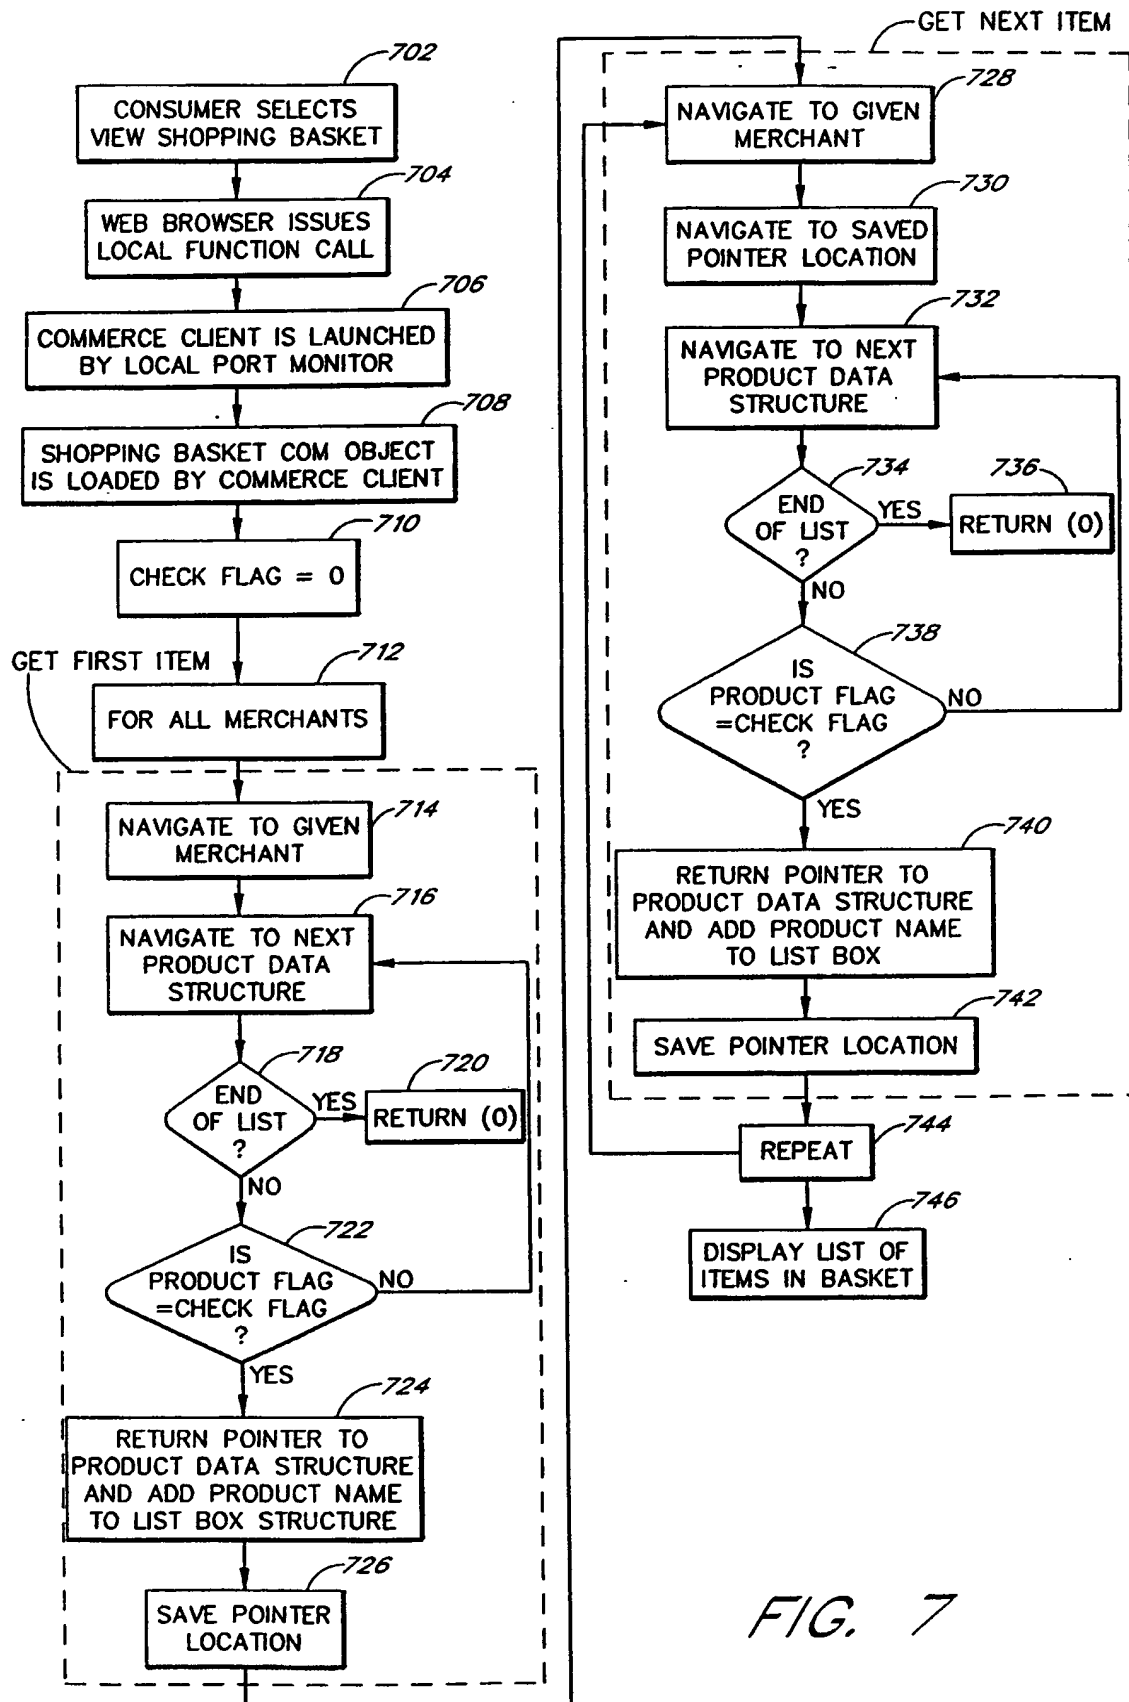 702
CONSUMER SELECTS
VIEW SHOPPING BASKET
704
WEB BROWSER ISSUES
LOCAL FUNCTION CALL
706
COMMERCE CLIENT IS LAUNCHED
BY LOCAL PORT MONITOR
708
SHOPPING BASKET COM OBJECT
IS LOADED BY COMMERCE CLIENT
710
CHECK FLAG = 0
GET FIRST ITEM
712
FOR ALL MERCHANTS
714
NAVIGATE TO GIVEN
MERCHANT
716
NAVIGATE TO NEXT
PRODUCT DATA
STRUCTURE
718
END
OF LIST
?
YES
720
RETURN (0)
NO
722
IS
PRODUCT FLAG
=CHECK FLAG
?
NO
YES
724
RETURN POINTER TO
PRODUCT DATA STRUCTURE
AND ADD PRODUCT NAME
TO LIST BOX STRUCTURE
726
SAVE POINTER
LOCATION
GET NEXT ITEM
728
NAVIGATE TO GIVEN
MERCHANT
730
NAVIGATE TO SAVED
POINTER LOCATION
732
NAVIGATE TO NEXT
PRODUCT DATA
STRUCTURE
734
END
OF LIST
?
YES
736
RETURN (0)
NO
738
IS
PRODUCT FLAG
=CHECK FLAG
?
NO
YES
740
RETURN POINTER TO
PRODUCT DATA STRUCTURE
AND ADD PRODUCT NAME
TO LIST BOX
742
SAVE POINTER LOCATION
744
REPEAT
746
DISPLAY LIST OF
ITEMS IN BASKET
FIG. 7